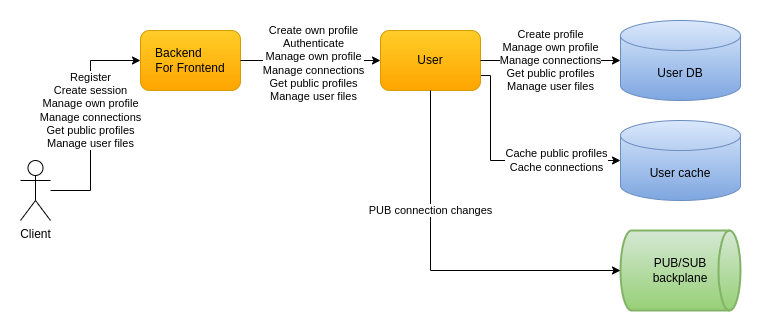 Create own profile
Authenticate
Manage own profile
Manage connections
Get public profiles
Manage user files
Create profile
Manage own profile
Manage connections
Get public profiles
Manage user files
Backend
For Frontend
User
User DB
Register
Create session
Manage own profile
Manage connections
Get public profiles
Manage user files
Cache public profiles
Cache connections
User cache
Client
PUB connection changes
PUB/SUB
backplane